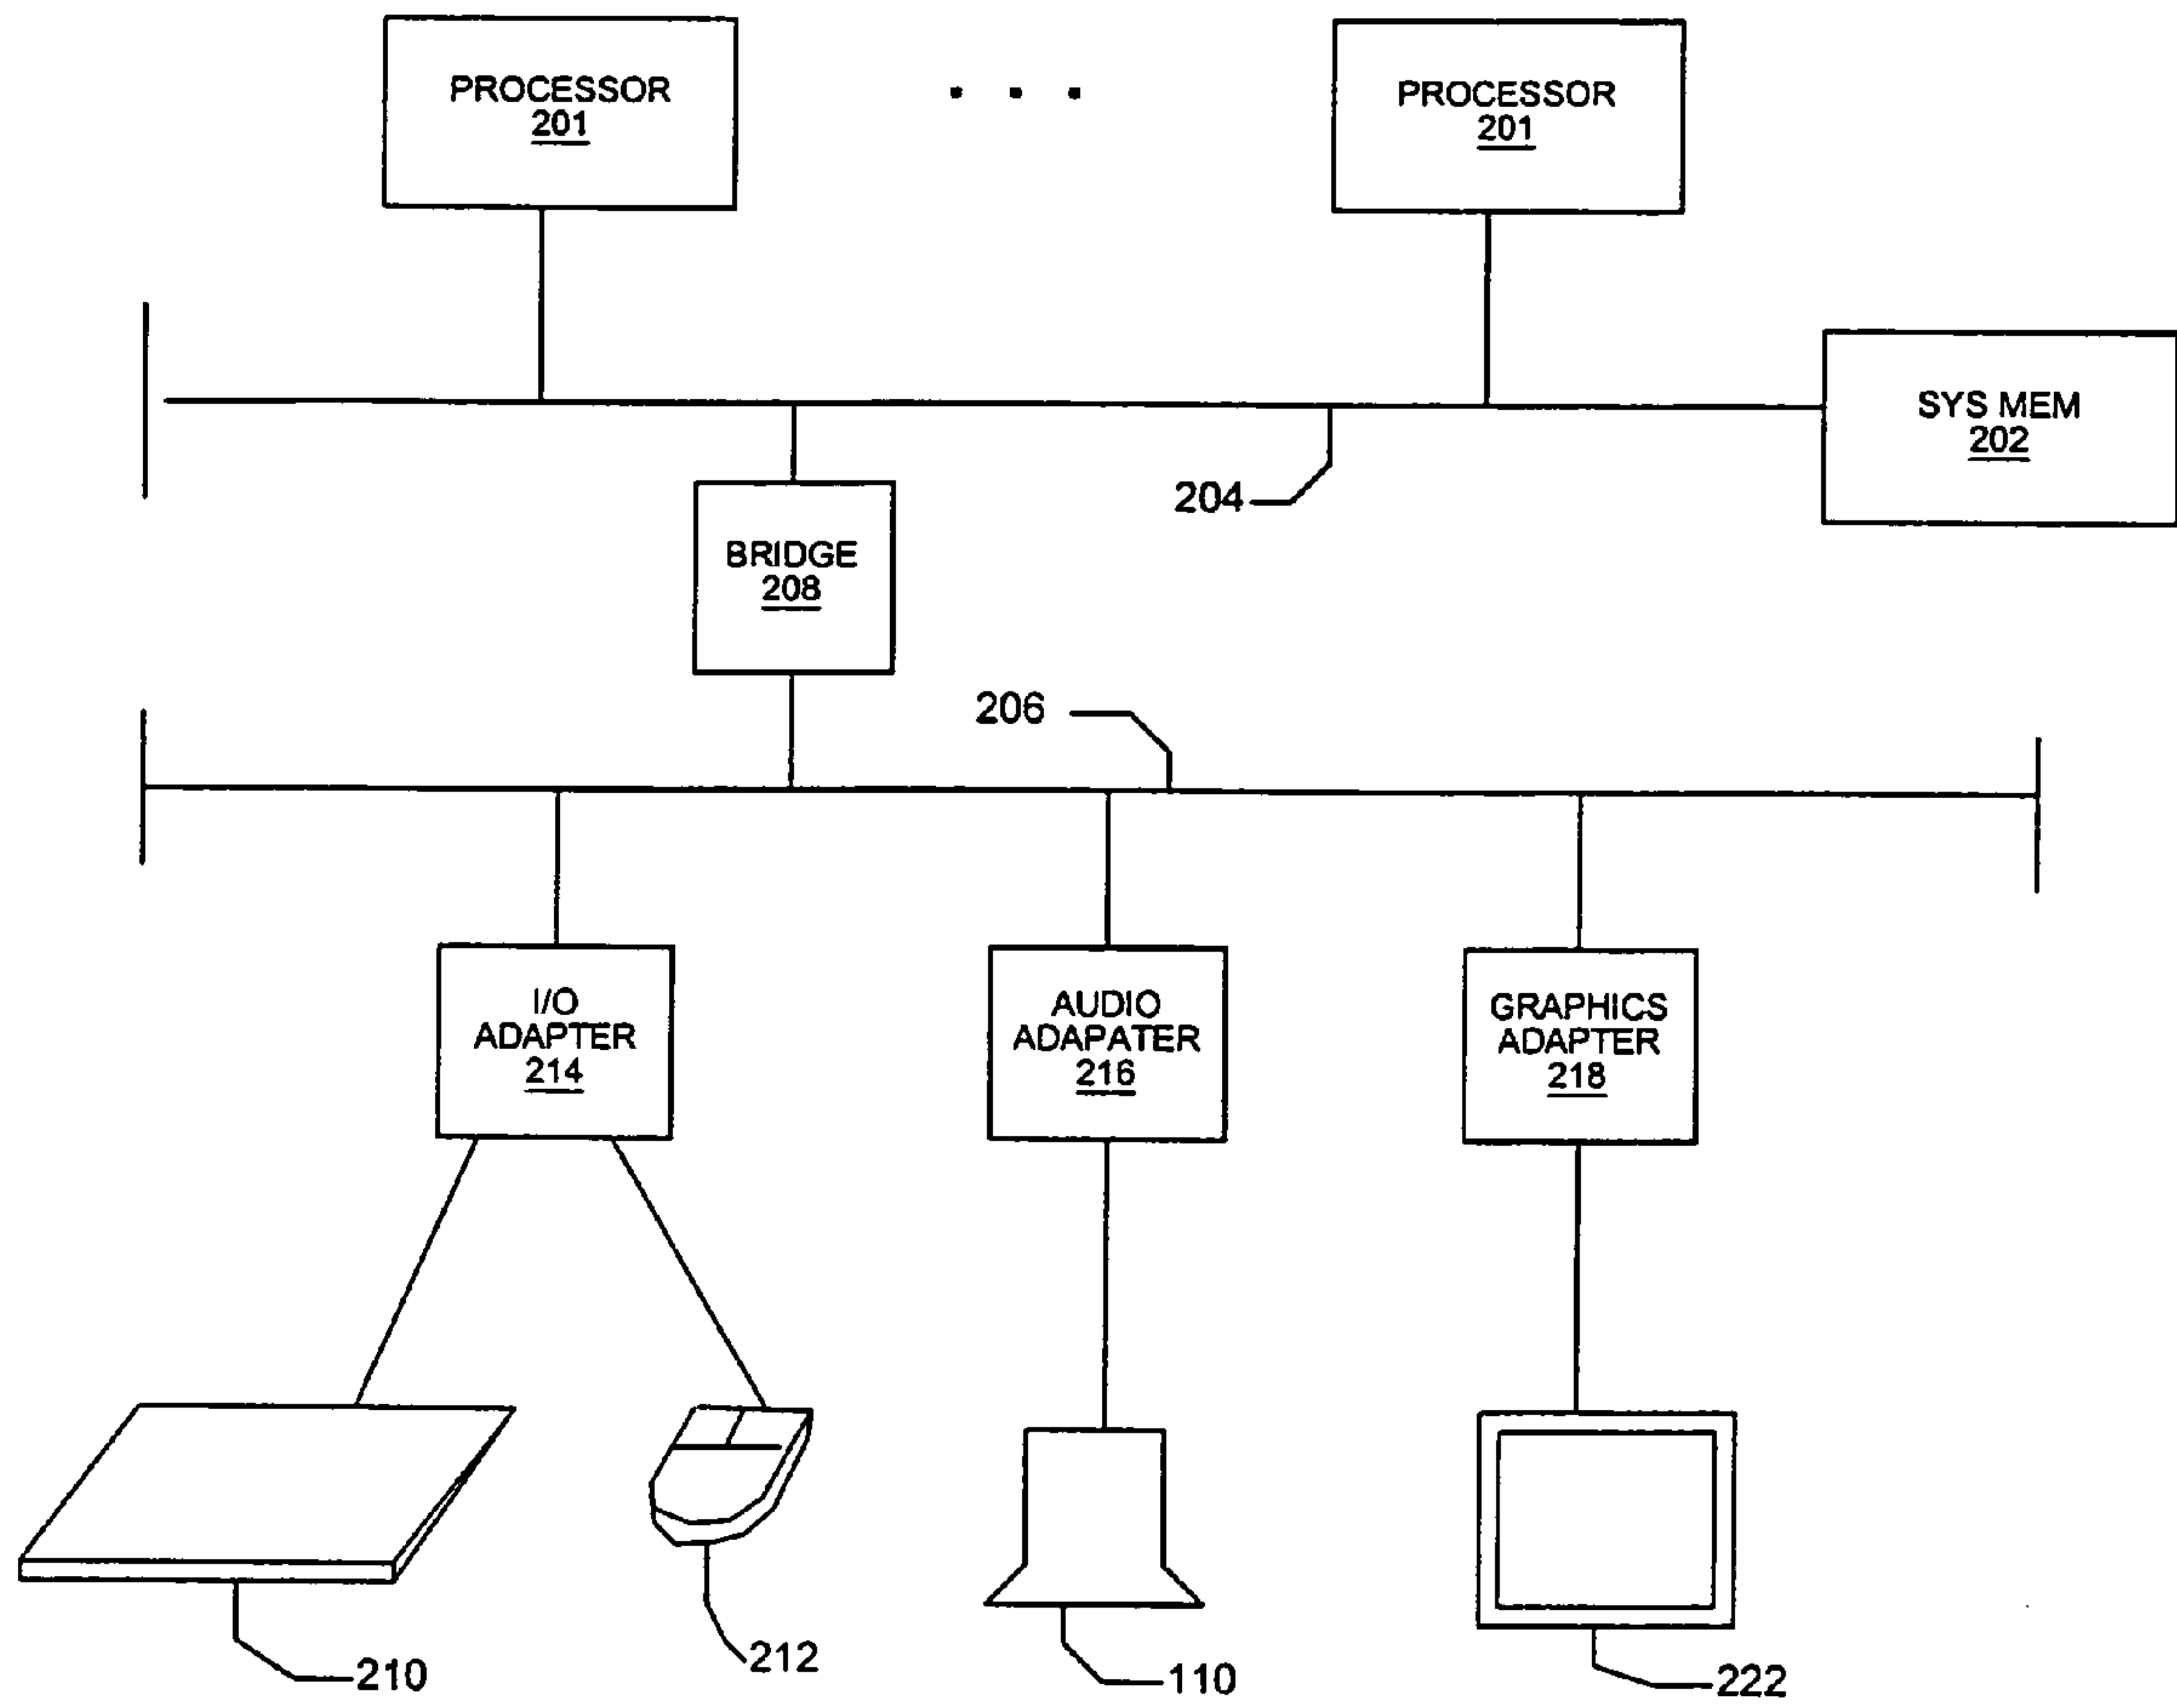 PROCESSOR
201
. . .
PROCESSOR
201
SYS MEM
202
204
BRIDGE
208
206
I/O
ADAPTER
214
AUDIO
ADAPATER
216
GRAPHICS
ADAPTER
218
210
212
110
222